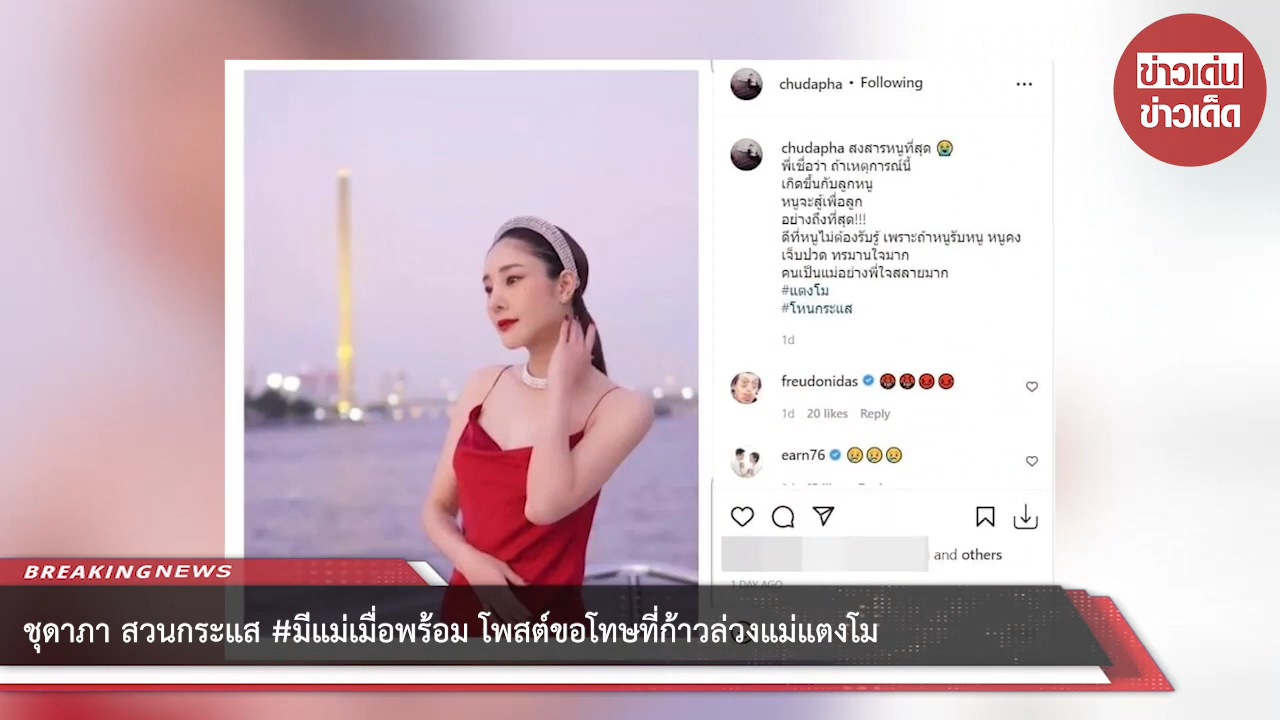 ข่าวเด่น
ข่าวเด็ด
chudapha • Following
chudapha สงสารหนูที่สุด 😭
พี่เชื่อว่า ถ้าเหตุการณ์นี้
เกิดขึ้นกับลูกหนู
หนูจะสู้เพื่อลูก
อย่างถึงที่สุด!!!
ดีที่หนูไม่ต้องรับรู้ เพราะถ้าหนูรับหนู หนูคง
เจ็บปวด ทรมานใจมาก
คนเป็นแม่อย่างพี่ใจสลายมาก
#แตงโม
#โหนกระแส
1d
freudonidas 🤬🤬😡😡
1d 20 likes Reply
earn76 😢😢😢
and others
1 DAY AGO
BREAKINGNEWS
ชุดาภา สวนกระแส #มีแม่เมื่อพร้อม โพสต์ขอโทษที่ก้าวล่วงแม่แตงโม